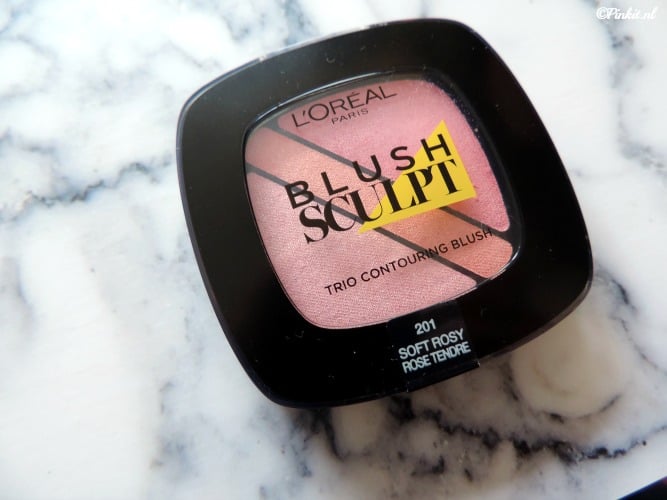 ©Pinkit.nl
L'ORÉAL
PARIS
BLUSH
SCULPT
TRIO CONTOURING BLUSH
201
SOFT ROSY
ROSE TENDRE